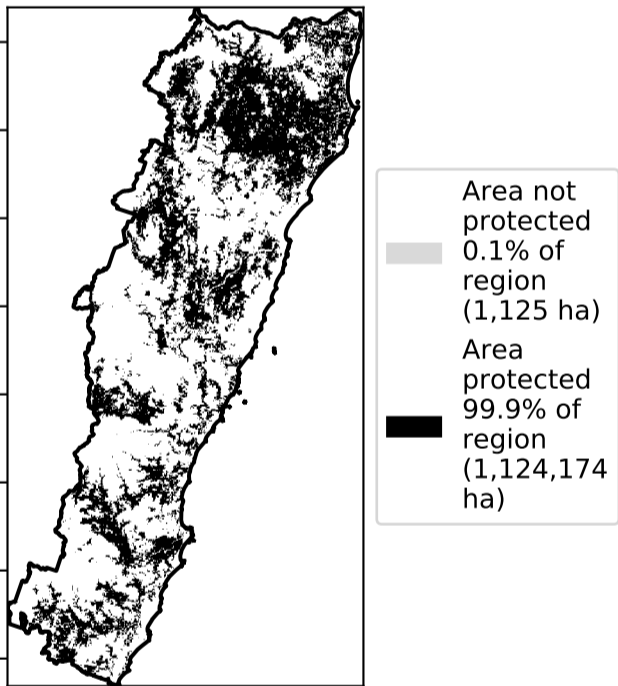 Area not
protected
0.1% of
region
(1,125 ha)
Area
protected
99.9% of
region
(1,124,174
ha)